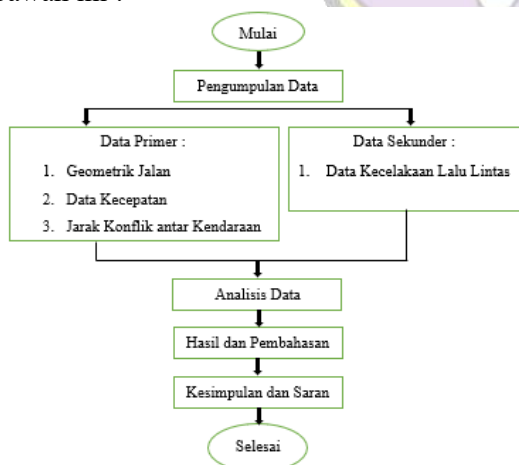 Mulai
Pengumpulan Data
Data Primer :
1. Geometrik Jalan
2. Data Kecepatan
3. Jarak Konflik antar Kendaraan
Data Sekunder :
1. Data Kecelakaan Lalu Lintas
Analisis Data
Hasil dan Pembahasan
Kesimpulan dan Saran
Selesai